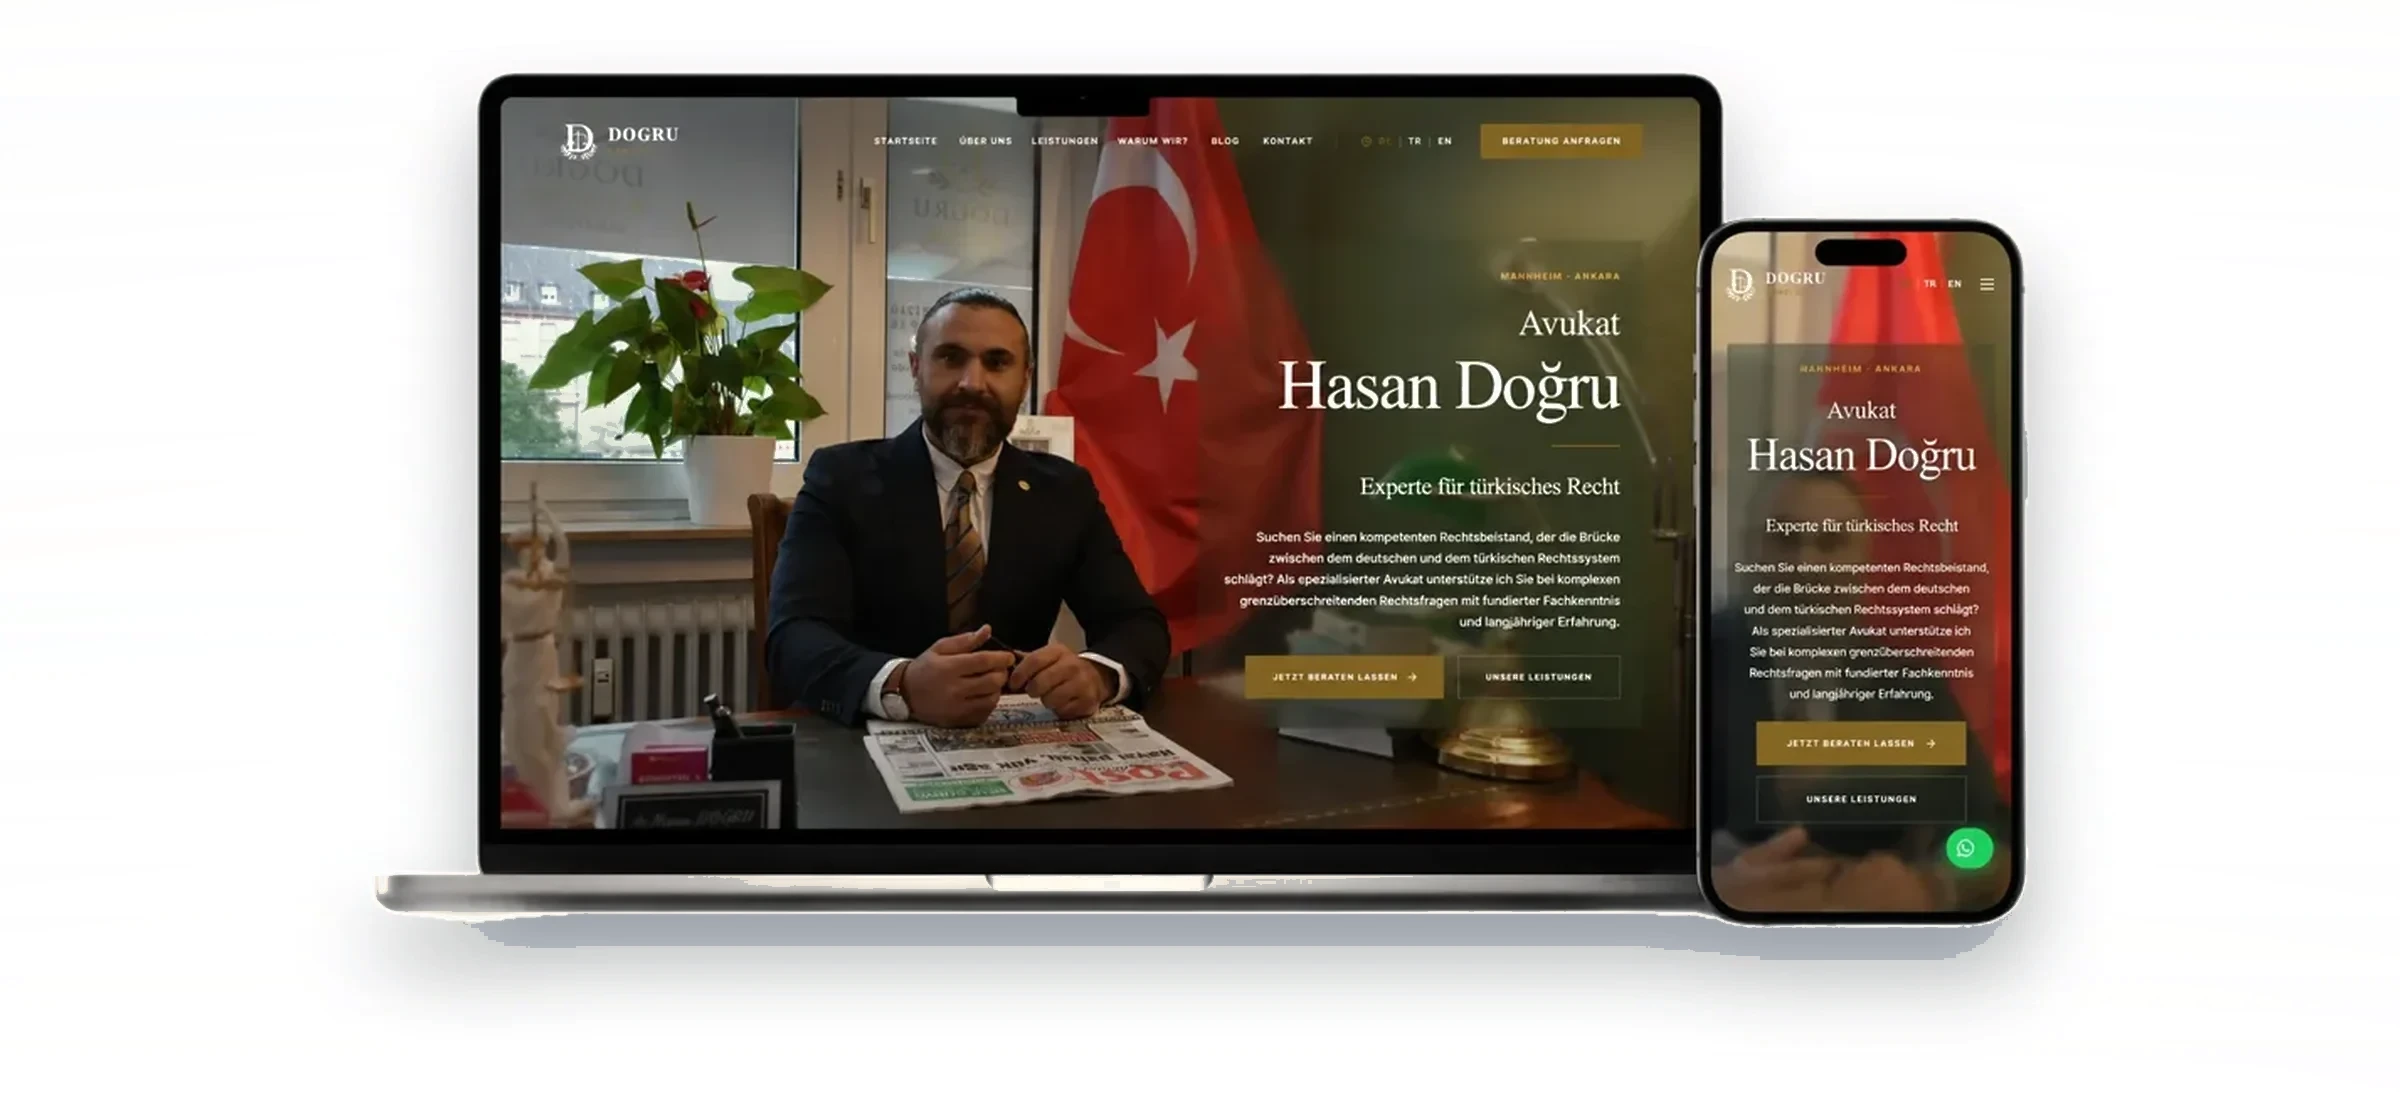 DOGRU
STARTSEITE ÜBER UNS LEISTUNGEN WARUM WIR? BLOG KONTAKT DE | TR | EN BERATUNG ANFRAGEN
DOGRU
MANNHEIM - ANKARA
Avukat
Hasan Doğru
Experte für türkisches Recht
Suchen Sie einen kompetenten Rechtsbeistand, der die Brücke
zwischen dem deutschen und dem türkischen Rechtssystem
schlägt? Als spezialisierter Avukat unterstütze ich Sie bei komplexen
grenzüberschreitenden Rechtsfragen mit fundierter Fachkenntnis
und langjähriger Erfahrung.
JETZT BERATEN LASSEN →
UNSERE LEISTUNGEN
Post
DOGRU
TR EN
MANNHEIM - ANKARA
Avukat
Hasan Doğru
Experte für türkisches Recht
Suchen Sie einen kompetenten Rechtsbeistand,
der die Brücke zwischen dem deutschen
und dem türkischen Rechtssystem schlägt?
Als spezialisierter Avukat unterstütze ich
Sie bei komplexen grenzüberschreitenden
Rechtsfragen mit fundierter Fachkenntnis
und langjähriger Erfahrung.
JETZT BERATEN LASSEN →
UNSERE LEISTUNGEN